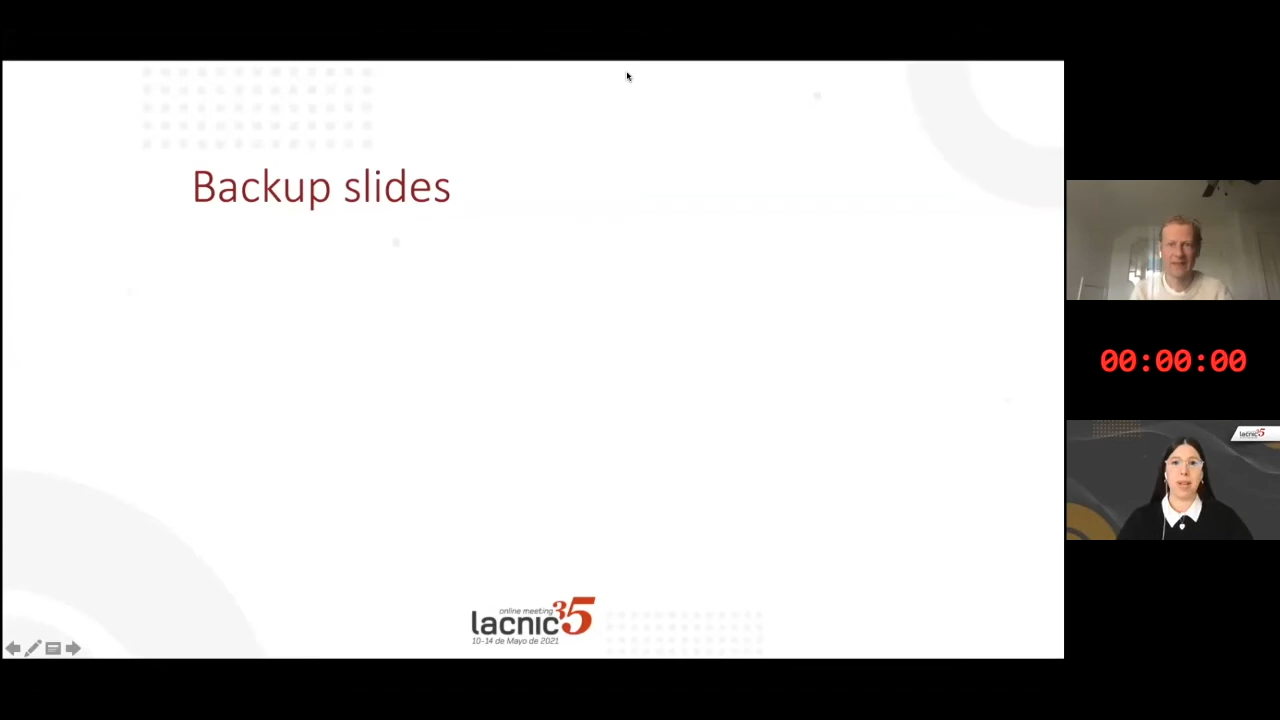 Backup slides
online meeting
lacnic35
10-14 de Mayo de 2021
00:00:00
lacnic35